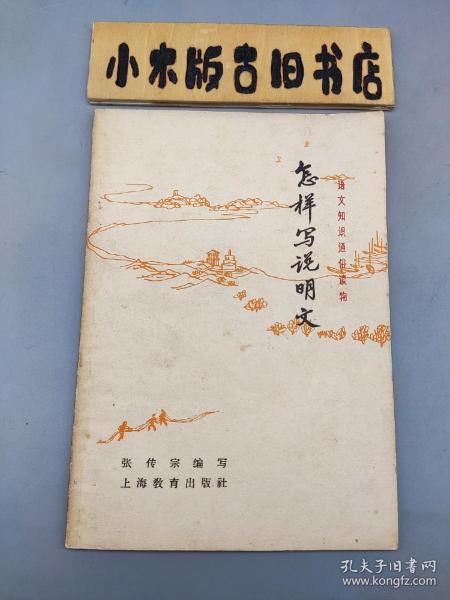 小宋版古旧书店
语文知识通俗读物
怎样写说明文
张传宗编写
上海教育出版社
孔夫子旧书网
www.kongfz.com